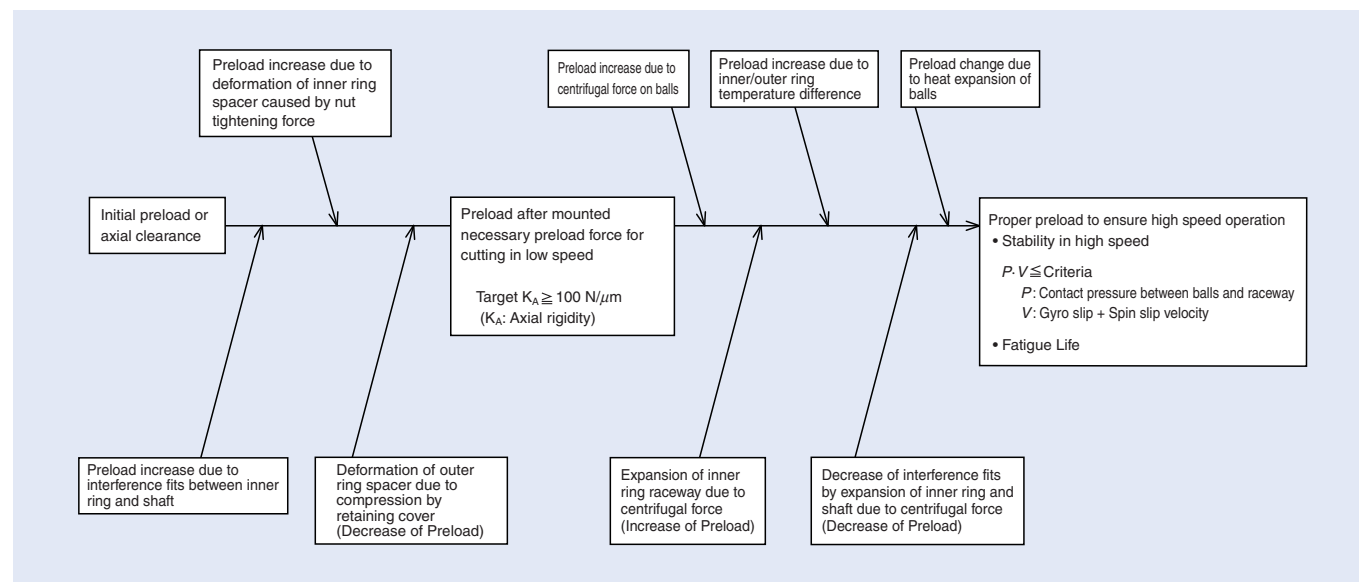 Preload increase due to
deformation of inner ring
spacer caused by nut
tightening force
Preload increase due to
centrifugal force on balls
Preload increase due to
inner/outer ring
temperature difference
Preload change due
to heat expansion of
balls
Initial preload or
axial clearance
Preload after mounted
necessary preload force for
cutting in low speed
Target KA ≧ 100 N/μm
(KA: Axial rigidity)
Proper preload to ensure high speed operation
• Stability in high speed
P·V ≦ Criteria
P: Contact pressure between balls and raceway
V: Gyro slip + Spin slip velocity
• Fatigue Life
Preload increase due to
interference fits between inner
ring and shaft
Deformation of outer
ring spacer due to
compression by
retaining cover
(Decrease of Preload)
Expansion of inner
ring raceway due to
centrifugal force
(Increase of Preload)
Decrease of interference fits
by expansion of inner ring and
shaft due to centrifugal force
(Decrease of Preload)